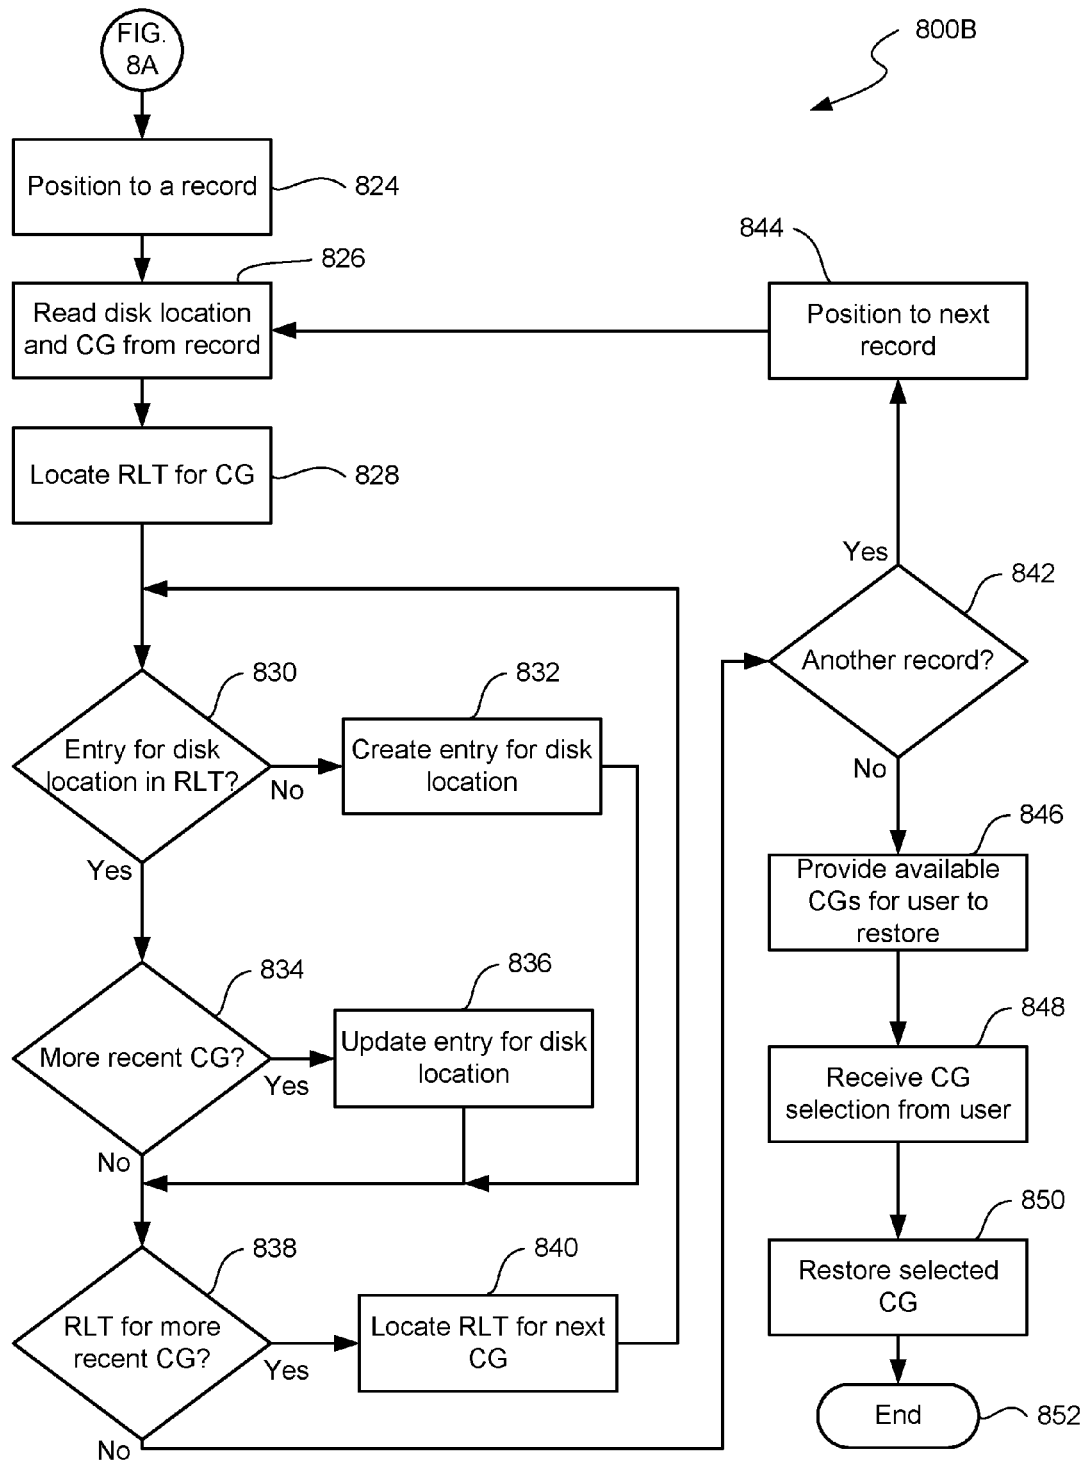 FIG.
8A
800B
Position to a record
824
826
Read disk location
and CG from record
844
Position to next
record
Locate RLT for CG
828
Yes
842
Another record?
No
830
Entry for disk
location in RLT?
No
Yes
832
Create entry for disk
location
834
More recent CG?
Yes
No
836
Update entry for disk
location
838
RLT for more
recent CG?
Yes
No
840
Locate RLT for next
CG
846
Provide available
CGs for user to
restore
848
Receive CG
selection from user
850
Restore selected
CG
End
852